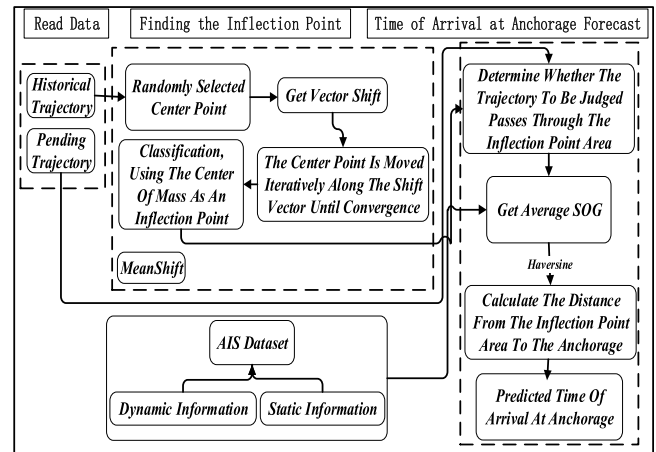 Read Data
Finding the Inflection Point
Time of Arrival at Anchorage Forecast
Historical
Trajectory
Pending
Trajectory
Randomly Selected
Center Point
Get Vector Shift
Classification,
Using The Center
Of Mass As An
Inflection Point
The Center Point Is Moved
Iteratively Along The Shift
Vector Until Convergence
MeanShift
Determine Whether The
Trajectory To Be Judged
Passes Through The
Inflection Point Area
Get Average SOG
Haversine
Calculate The Distance
From The Inflection Point
Area To The Anchorage
Predicted Time Of
Arrival At Anchorage
AIS Dataset
Dynamic Information
Static Information